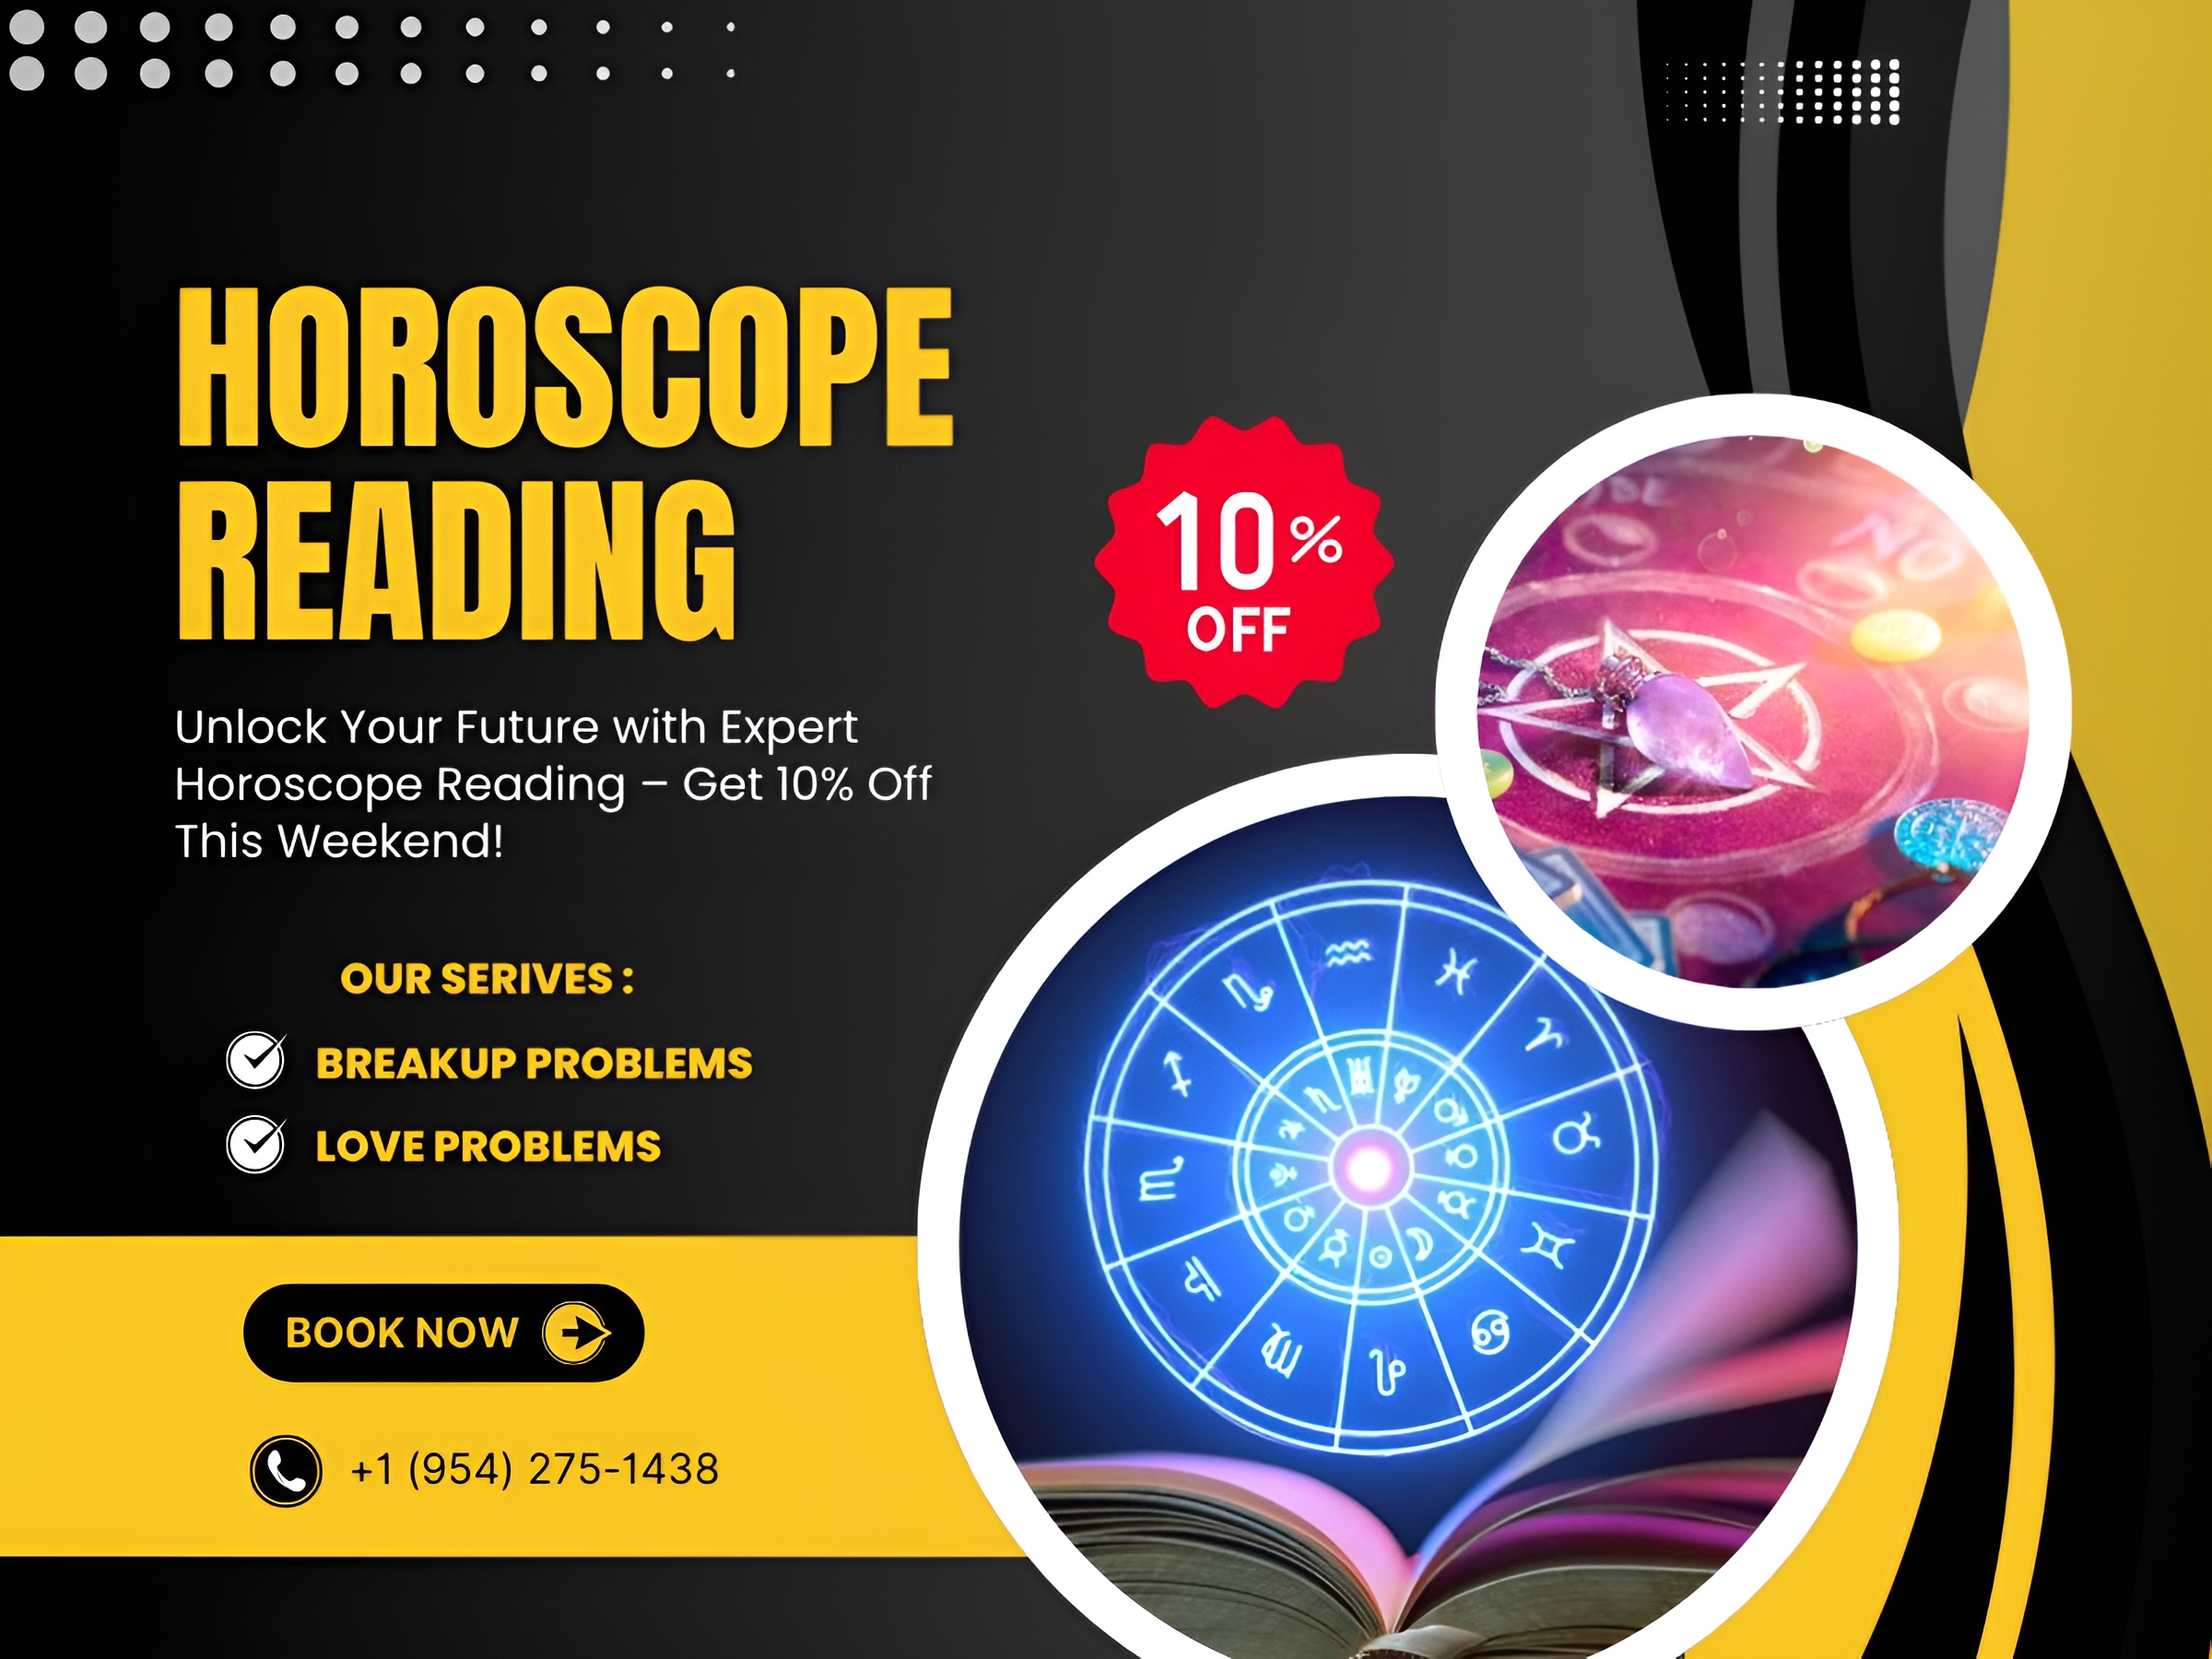 HOROSCOPE
READING
Unlock Your Future with Expert
Horoscope Reading – Get 10% Off
This Weekend!
10%
OFF
NO
OUR SERIVES :
BREAKUP PROBLEMS
LOVE PROBLEMS
BOOK NOW
+1 (954) 275-1438